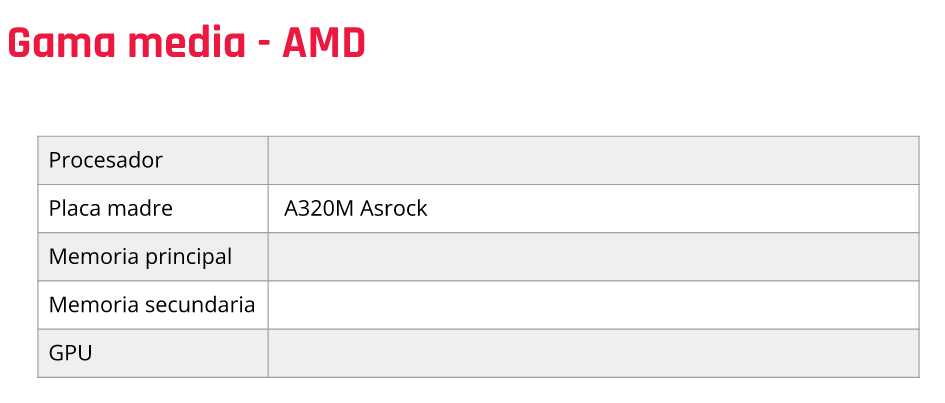 Gama media - AMD
Procesador
Placa madre A320M Asrock
Memoria principal
Memoria secundaria
GPU